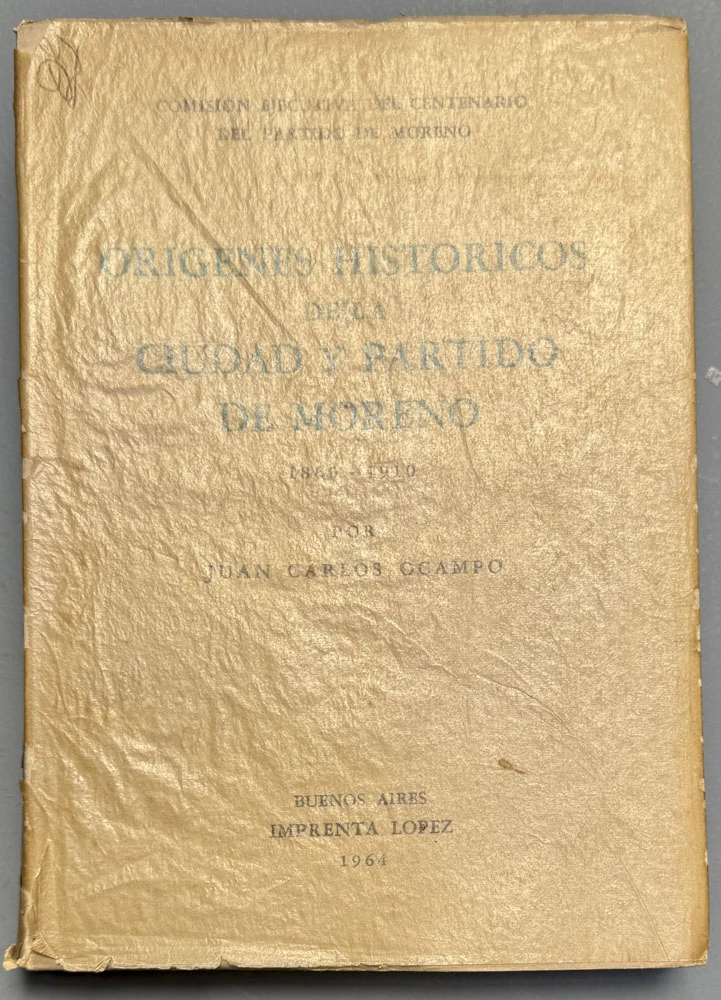 COMISION EJECUTIVA DEL CENTENARIO
DEL PARTIDO DE MORENO
ORIGENES HISTORICOS
DE LA
CIUDAD Y PARTIDO
DE MORENO
1860 - 1910
POR
JUAN CARLOS OCAMPO
BUENOS AIRES
IMPRENTA LOPEZ
1964